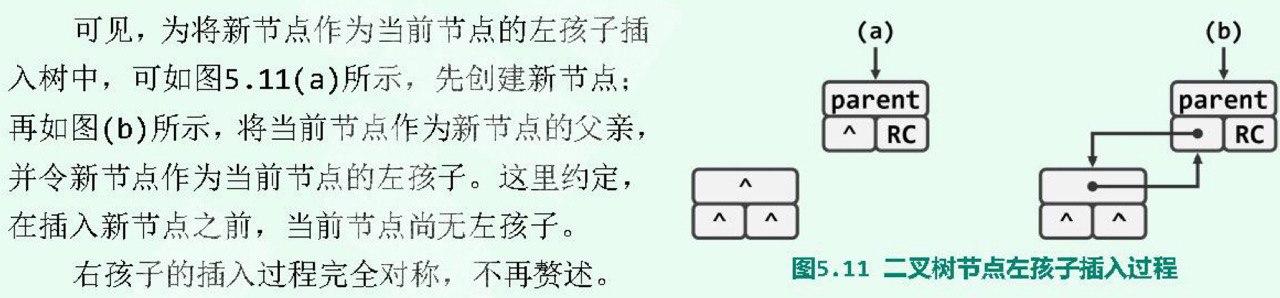 可见，为将新节点作为当前节点的左孩子插
入树中，可如图5.11(a)所示，先创建新节点；
再如图(b)所示，将当前节点作为新节点的父亲，
并令新节点作为当前节点的左孩子。这里约定，
在插入新节点之前，当前节点尚无左孩子。
右孩子的插入过程完全对称，不再赘述。
(a)
parent
^ RC
^
^ ^
(b)
parent
RC
^ ^
图5.11 二叉树节点左孩子插入过程